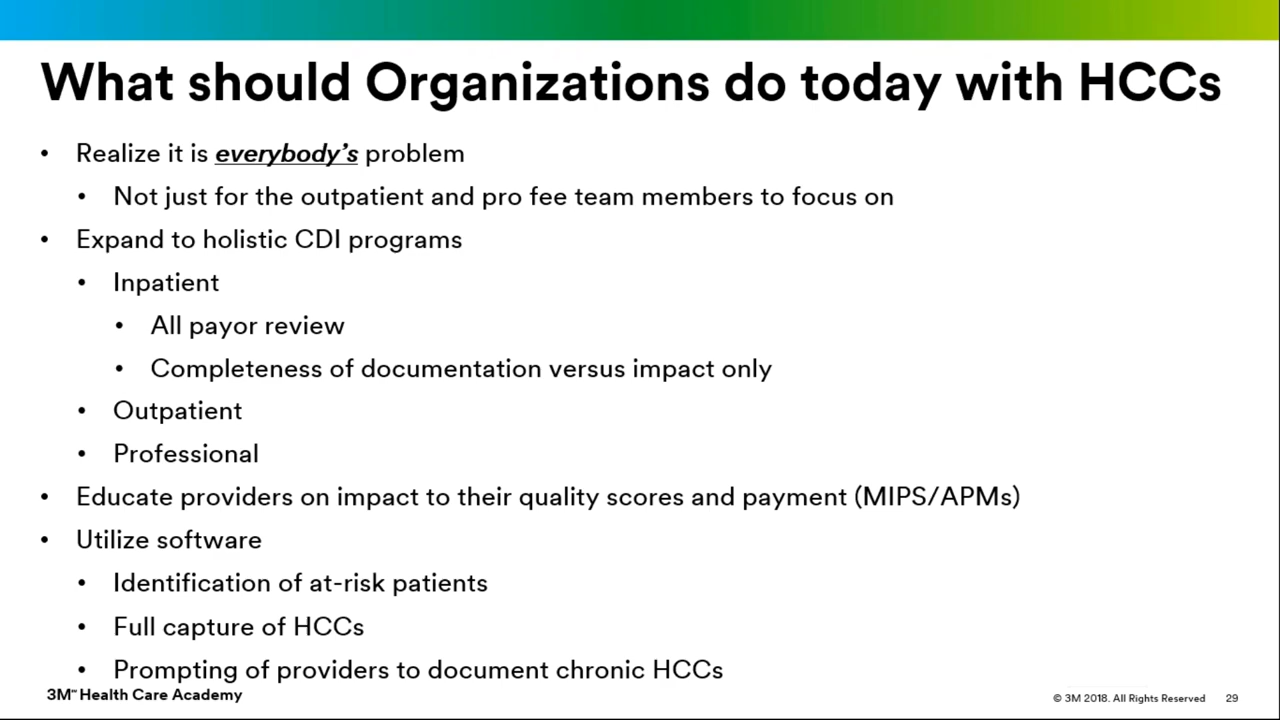 What should Organizations do today with HCCs
• Realize it is everybody's problem
• Not just for the outpatient and pro fee team members to focus on
• Expand to holistic CDI programs
• Inpatient
• All payor review
• Completeness of documentation versus impact only
• Outpatient
• Professional
• Educate providers on impact to their quality scores and payment (MIPS/APMs)
• Utilize software
• Identification of at-risk patients
• Full capture of HCCs
• Prompting of providers to document chronic HCCs
3M℠ Health Care Academy
© 3M 2018. All Rights Reserved 29